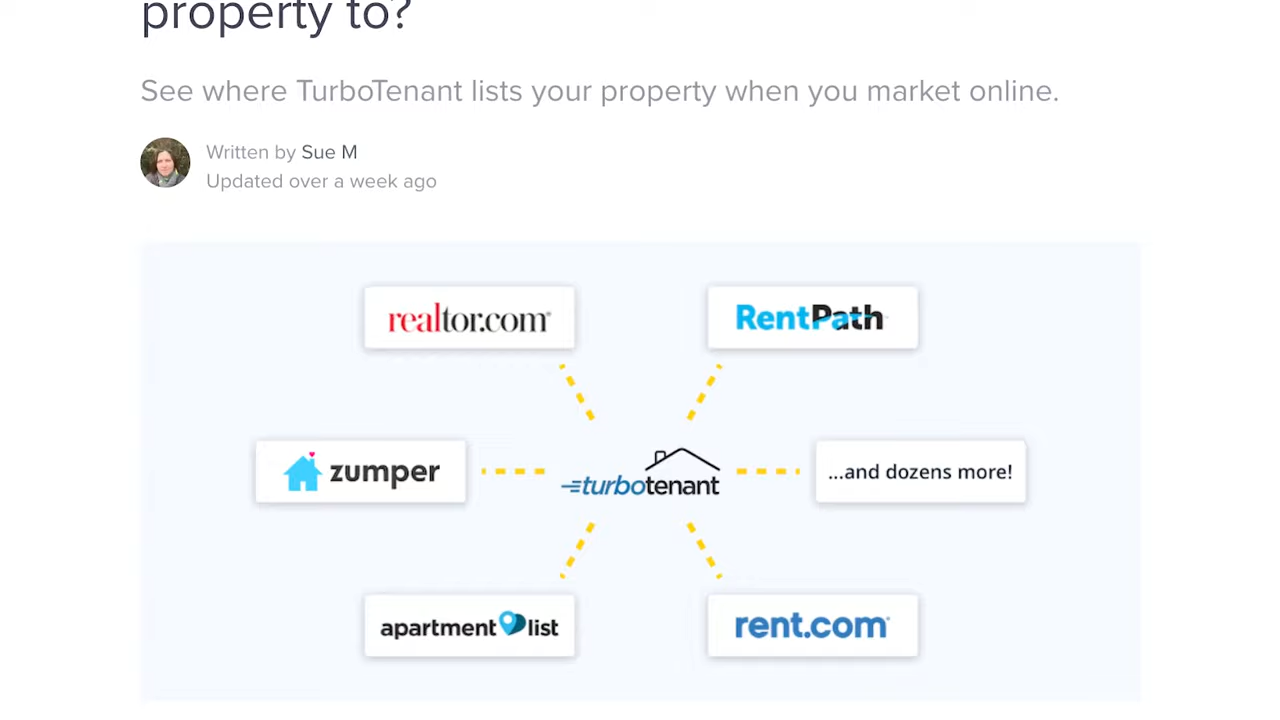 property to?
See where TurboTenant lists your property when you market online.
Written by Sue M
Updated over a week ago
realtor.com®
RentPath
zumper
turbotenant
...and dozens more!
apartment list
rent.com®